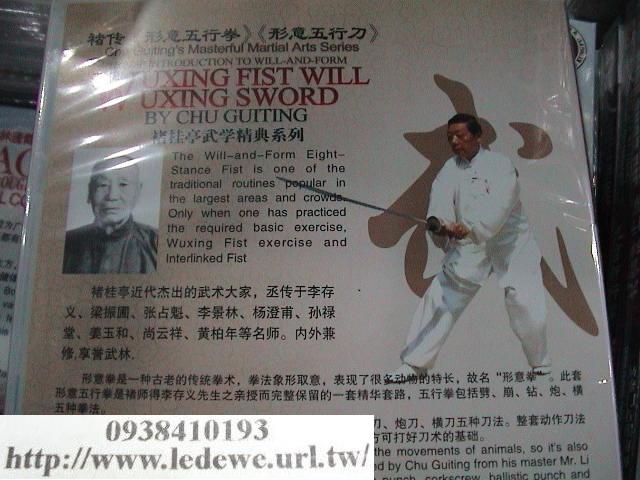 褚传《形意五行拳》《形意五行刀》
Chu Guiting's Masterful Martial Arts Series
INTRODUCTION TO WILL-AND-FORM
WUXING FIST WILL
WUXING SWORD
BY CHU GUITING
褚桂亭武学精典系列
The Will-and-Form Eight-
Stance Fist is one of the
traditional routines popular in
the largest areas and crowds.
Only when one has practiced
the required basic exercise,
Wuxing Fist exercise and
Interlinked Fist
褚桂亭近代杰出的武术大家，丞传于李存
义、梁振圃、张占魁、李景林、杨澄甫、孙禄
堂、姜玉和、尚云祥、黄柏年等名师。内外兼
修,享誉武林.
形意拳是一种古老的传统拳术，拳法象形取意，表现了很多动物的特长，故名“形意拳”。此套
形意五行拳是褚师得李存义先生之亲授而完整保留的一套精华套路，五行拳包括劈、崩、钻、炮、横
五种拳法。
刀、炮刀、横刀五种刀法。整套动作刀法
方可打好刀术的基础。
the movements of animals, so it's also
ed by Chu Guiting from his master Mr. Li
punch, corkscrew, ballistic punch and
0938410193
http://www.ledewe.url.tw/